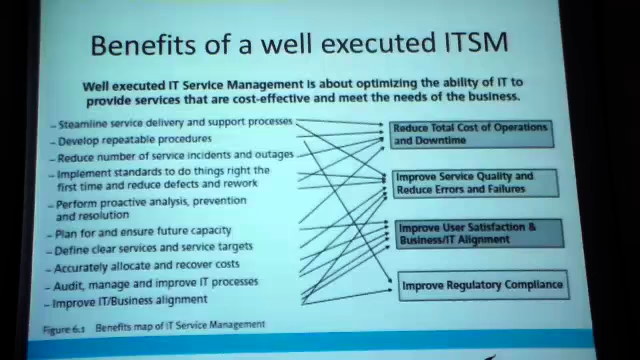 Benefits of a well executed ITSM
Well executed IT Service Management is about optimizing the ability of IT to
provide services that are cost-effective and meet the needs of the business.
– Steamline service delivery and support processes
– Develop repeatable procedures
– Reduce number of service incidents and outages
– Implement standards to do things right the
first time and reduce defects and rework
– Perform proactive analysis, prevention
and resolution
– Plan for and ensure future capacity
– Define clear services and service targets
– Accurately allocate and recover costs
– Audit, manage and improve IT processes
– Improve IT/Business alignment
Reduce Total Cost of Operations
and Downtime
Improve Service Quality and
Reduce Errors and Failures
Improve User Satisfaction &
Business/IT Alignment
Improve Regulatory Compliance
Figure 6.1 Benefits map of IT Service Management